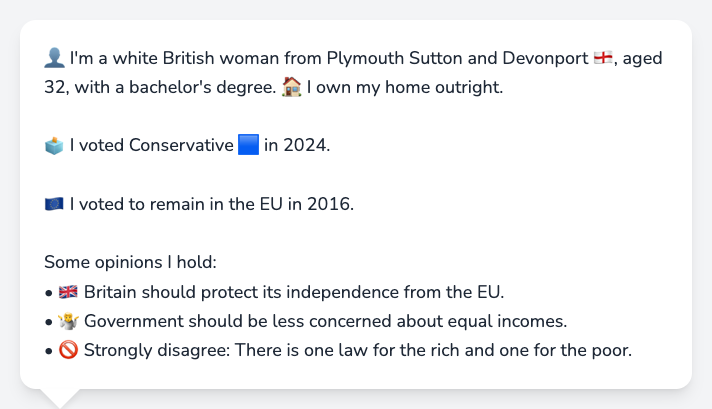 👤 I'm a white British woman from Plymouth Sutton and Devonport 🏴󠁧󠁢󠁥󠁮󠁧󠁿, aged
32, with a bachelor's degree. 🏠 I own my home outright.
🗳️ I voted Conservative 🟦 in 2024.
🇪🇺 I voted to remain in the EU in 2016.
Some opinions I hold:
• 🇬🇧 Britain should protect its independence from the EU.
• 🤷 Government should be less concerned about equal incomes.
• 🚫 Strongly disagree: There is one law for the rich and one for the poor.